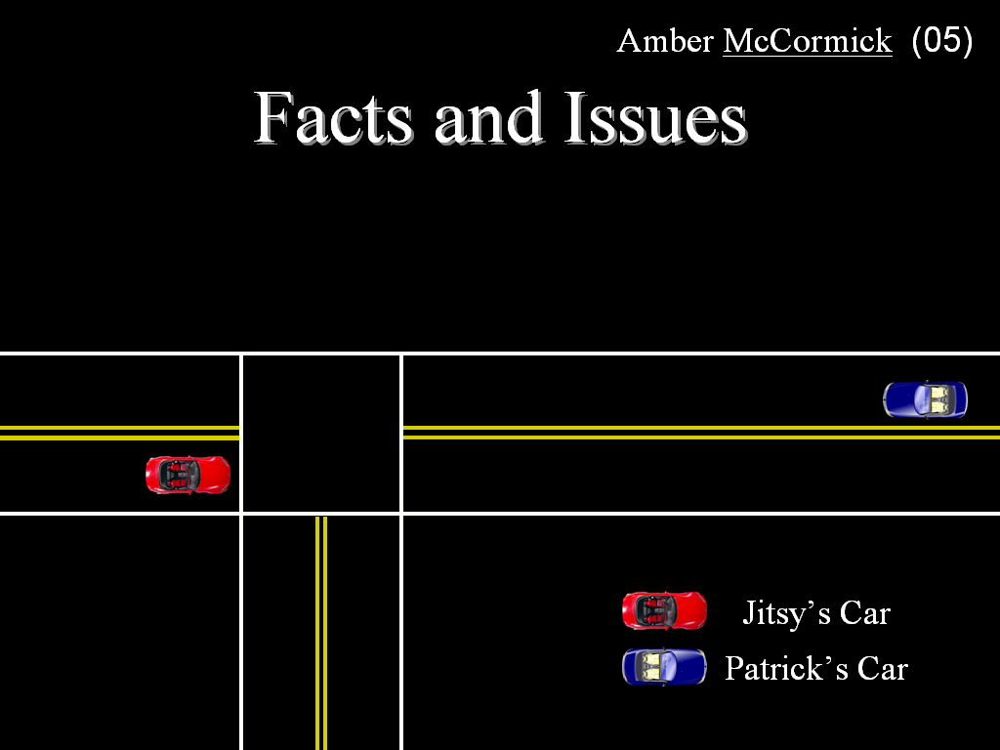 Amber McCormick (05)
Facts and Issues
Jitsy’s Car
Patrick’s Car